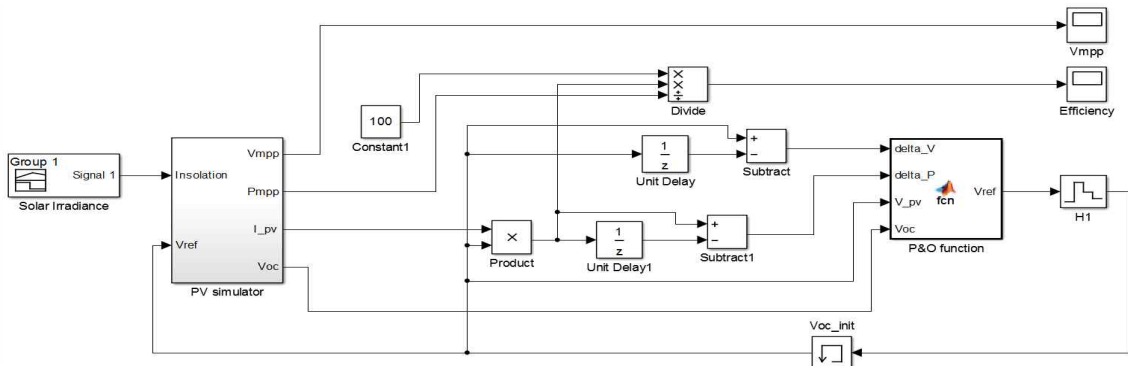 Vmpp
×
×
÷
Divide
Efficiency
100
Constant1
Group 1
Signal 1
Solar Irradiance
Insolation
Vref
Vmpp
Pmpp
I_pv
Voc
PV simulator
1
z
Unit Delay
+
−
Subtract
×
Product
1
z
Unit Delay1
+
−
Subtract1
delta_V
delta_P
V_pv
Voc
fcn
Vref
P&O function
H1
Voc_init